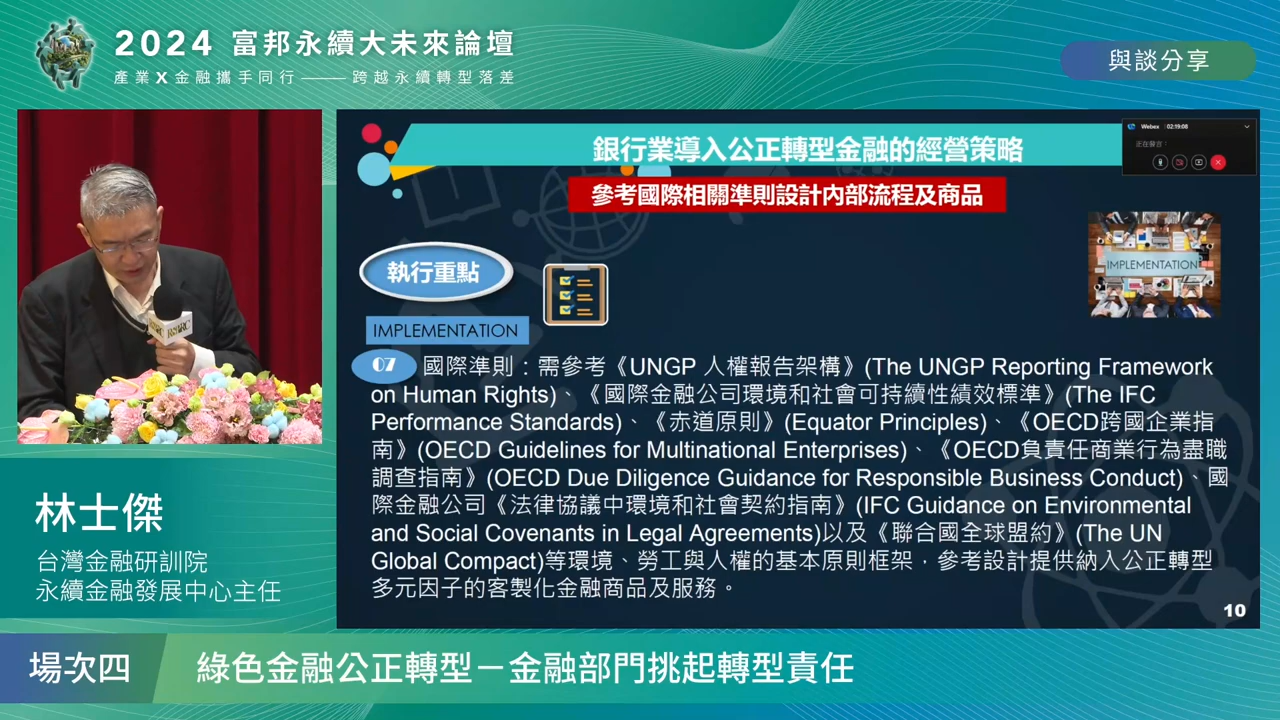 2024 富邦永續大未來論壇
產業X金融攜手同行 —— 跨越永續轉型落差
與談分享
銀行業導入公正轉型金融的經營策略
參考國際相關準則設計內部流程及商品
Webex
02:19:08
正在聲音：
執行重點
IMPLEMENTATION
IMPLEMENTATION
07 國際準則：需參考《UNGP 人權報告架構》(The UNGP Reporting Framework
on Human Rights)、《國際金融公司環境和社會可持續性績效標準》(The IFC
Performance Standards)、《赤道原則》(Equator Principles)、《OECD跨國企業指
南》(OECD Guidelines for Multinational Enterprises)、《OECD負責任商業行為盡職
調查指南》(OECD Due Diligence Guidance for Responsible Business Conduct)、國
際金融公司《法律協議中環境和社會契約指南》(IFC Guidance on Environmental
and Social Covenants in Legal Agreements)以及《聯合國全球盟約》(The UN
Global Compact)等環境、勞工與人權的基本原則框架，參考設計提供納入公正轉型
多元因子的客製化金融商品及服務。
10
林士傑
台灣金融研訓院
永續金融發展中心主任
場次四
綠色金融公正轉型－金融部門挑起轉型責任